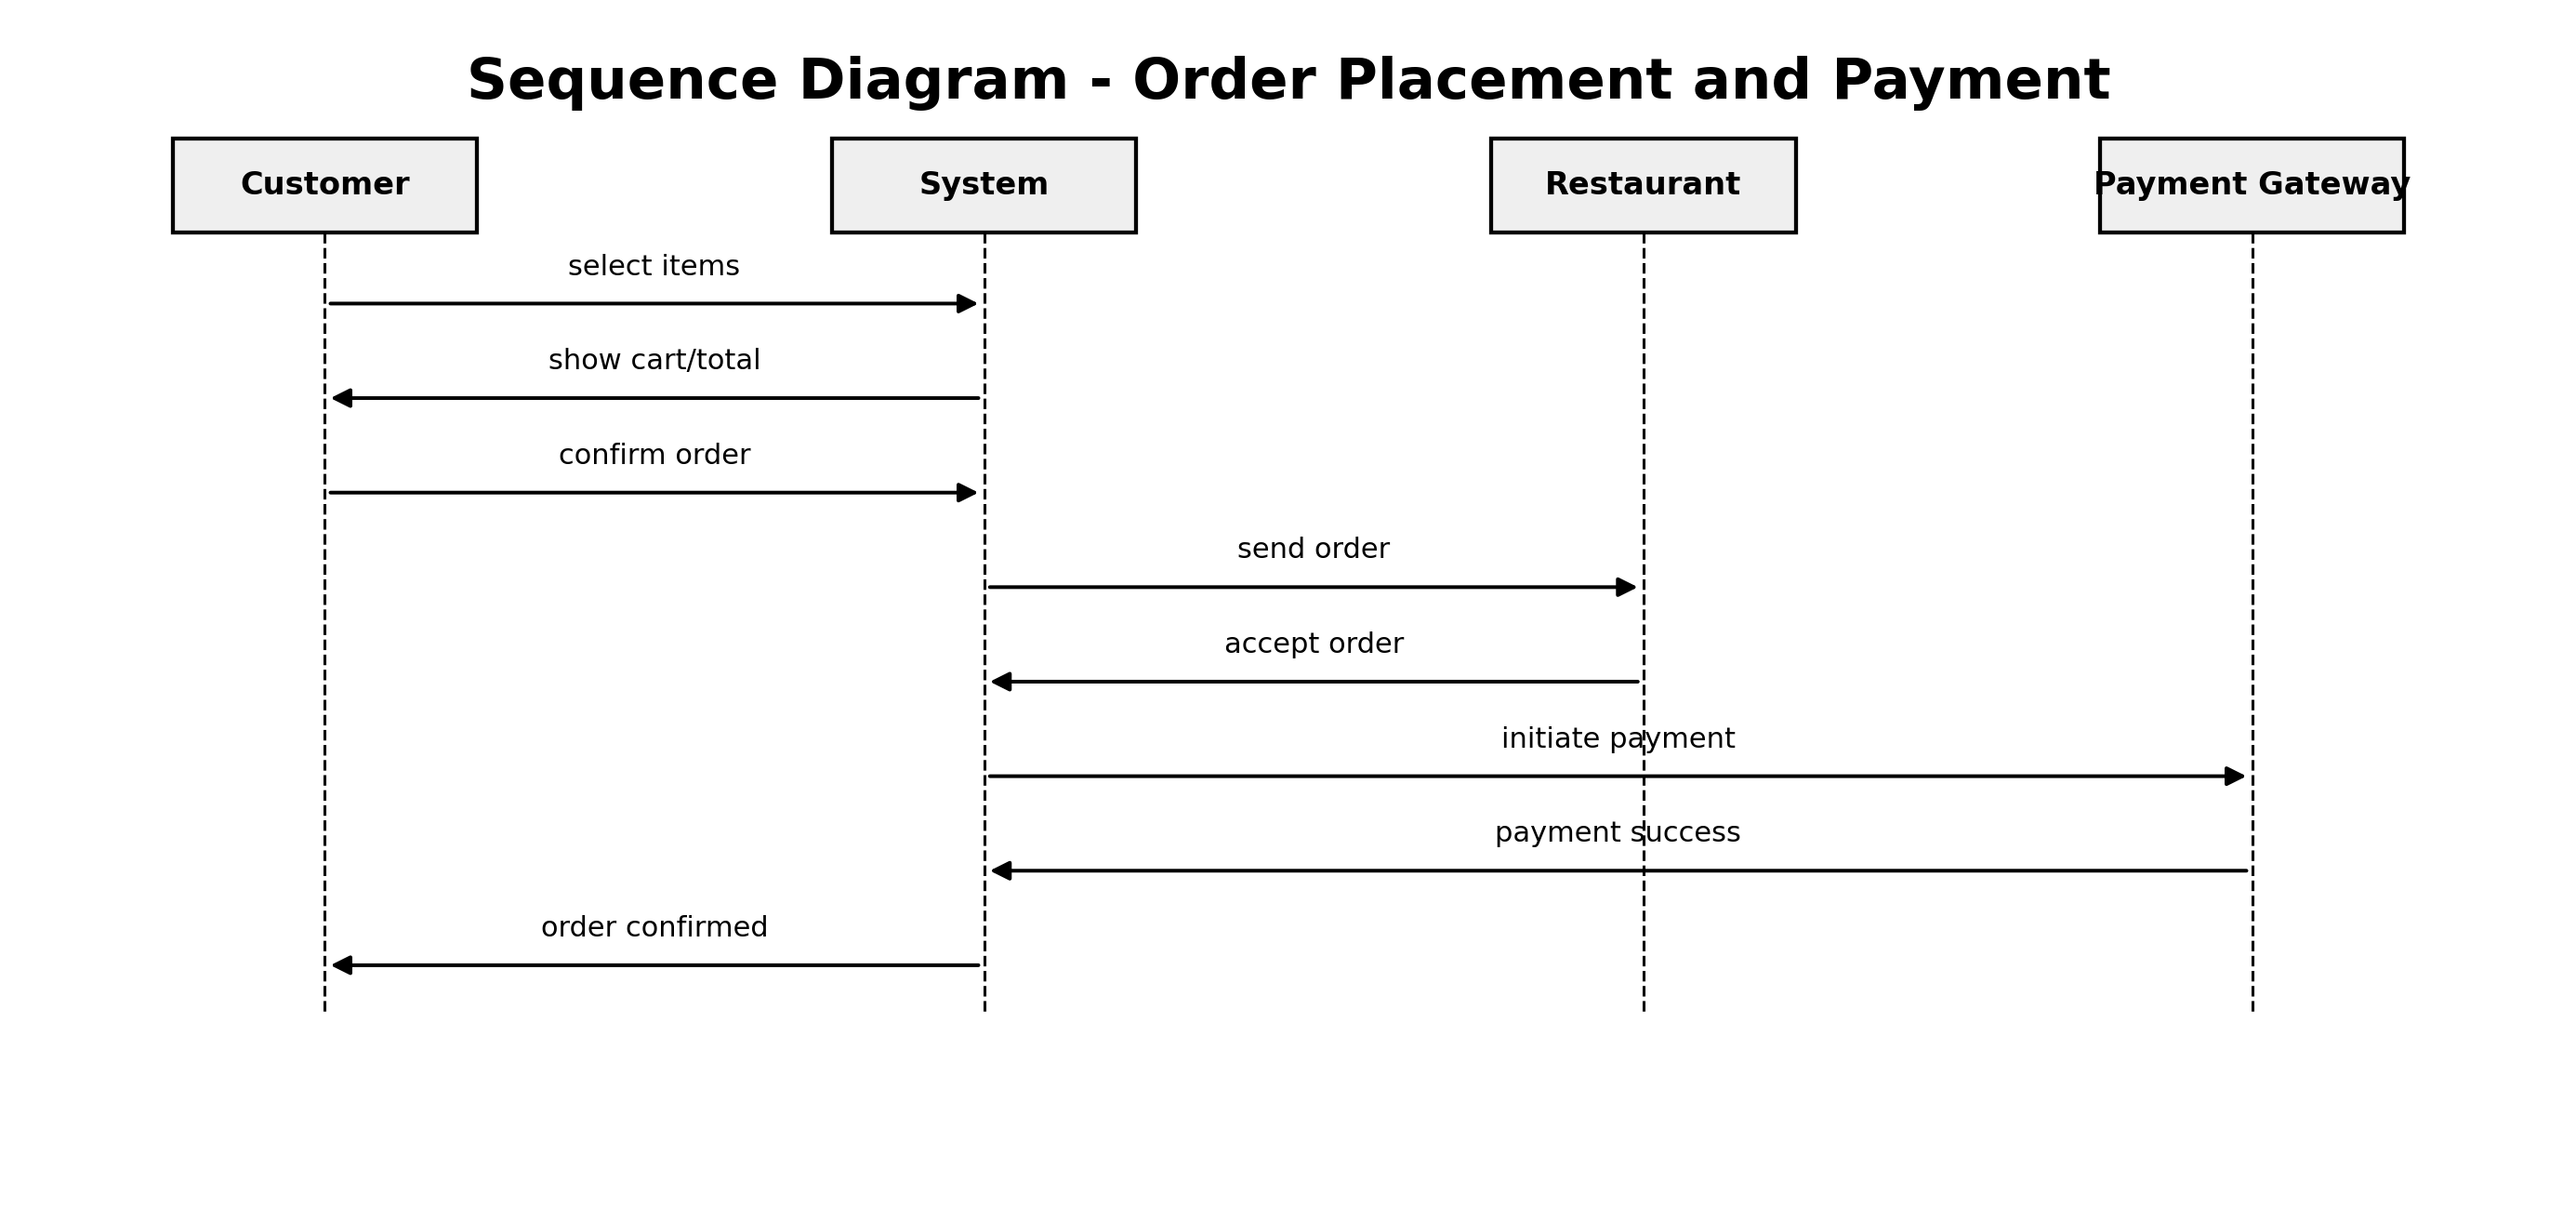 Sequence Diagram - Order Placement and Payment
Customer
System
Restaurant
Payment Gateway
select items
show cart/total
confirm order
send order
accept order
initiate payment
payment success
order confirmed